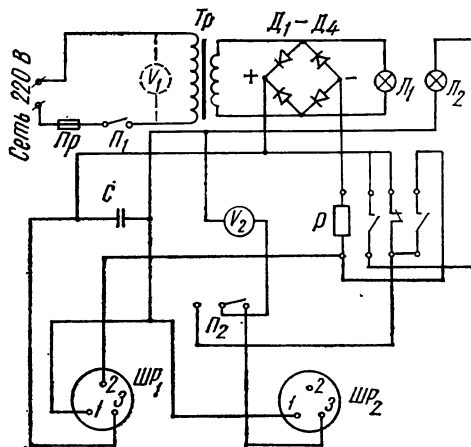 Тр
Д₁ – Д₄
Сеть 220 В
V₁
+
-
Л₁
Л₂
Пр
П₁
С
V₂
Р
П₂
ШР₁
2
1
3
ШР₂
2
1
3